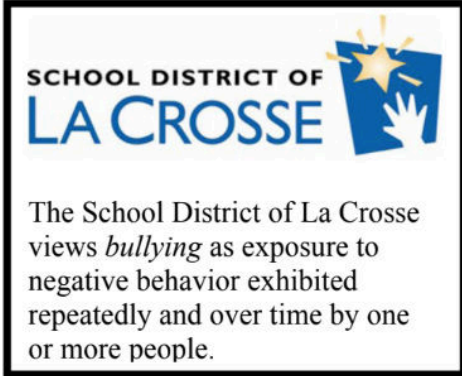 SCHOOL DISTRICT OF
LA CROSSE
The School District of La Crosse
views bullying as exposure to
negative behavior exhibited
repeatedly and over time by one
or more people.